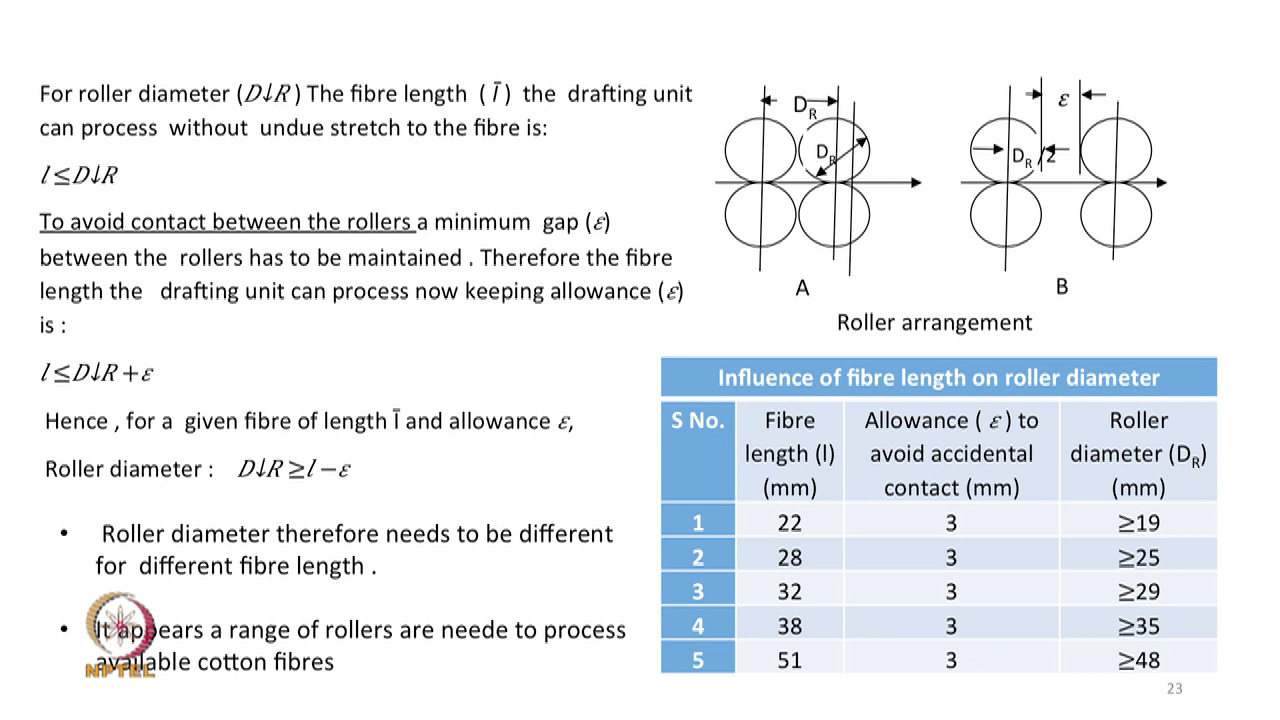 For roller diameter (D↓R) The fibre length ( l̄ ) the drafting unit
can process without undue stretch to the fibre is:
l≤D↓R
To avoid contact between the rollers a minimum gap (ε)
between the rollers has to be maintained . Therefore the fibre
length the drafting unit can process now keeping allowance (ε)
is :
l≤D↓R+ε
Hence , for a given fibre of length l̄ and allowance ε,
Roller diameter : D↓R≥l−ε
• Roller diameter therefore needs to be different
for different fibre length .
• It appears a range of rollers are neede to process
available cotton fibres
NPTEL
DR
DR
A
ε
DR /2
B
Roller arrangement
Influence of fibre length on roller diameter
S No. Fibre length (l) (mm) Allowance ( ε ) to avoid accidental contact (mm) Roller diameter (DR) (mm)
1 22 3 ≥19
2 28 3 ≥25
3 32 3 ≥29
4 38 3 ≥35
5 51 3 ≥48
23